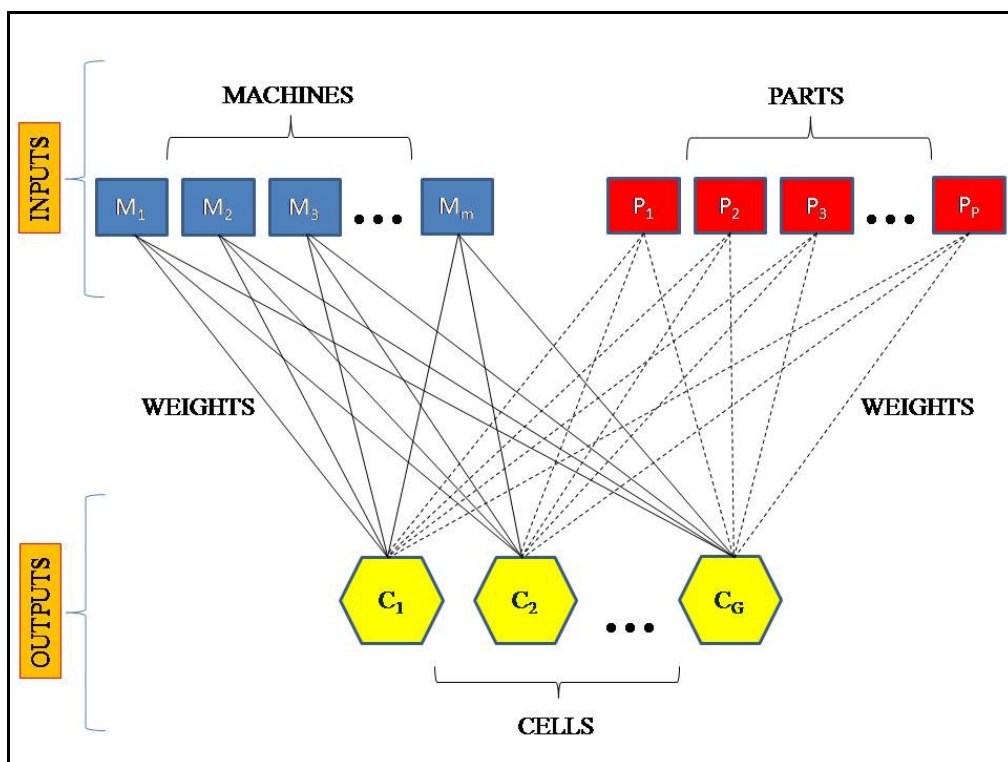 MACHINES
PARTS
INPUTS
M1 M2 M3 ••• Mm
P1 P2 P3 ••• PP
WEIGHTS
WEIGHTS
OUTPUTS
C1 C2 ••• CG
CELLS